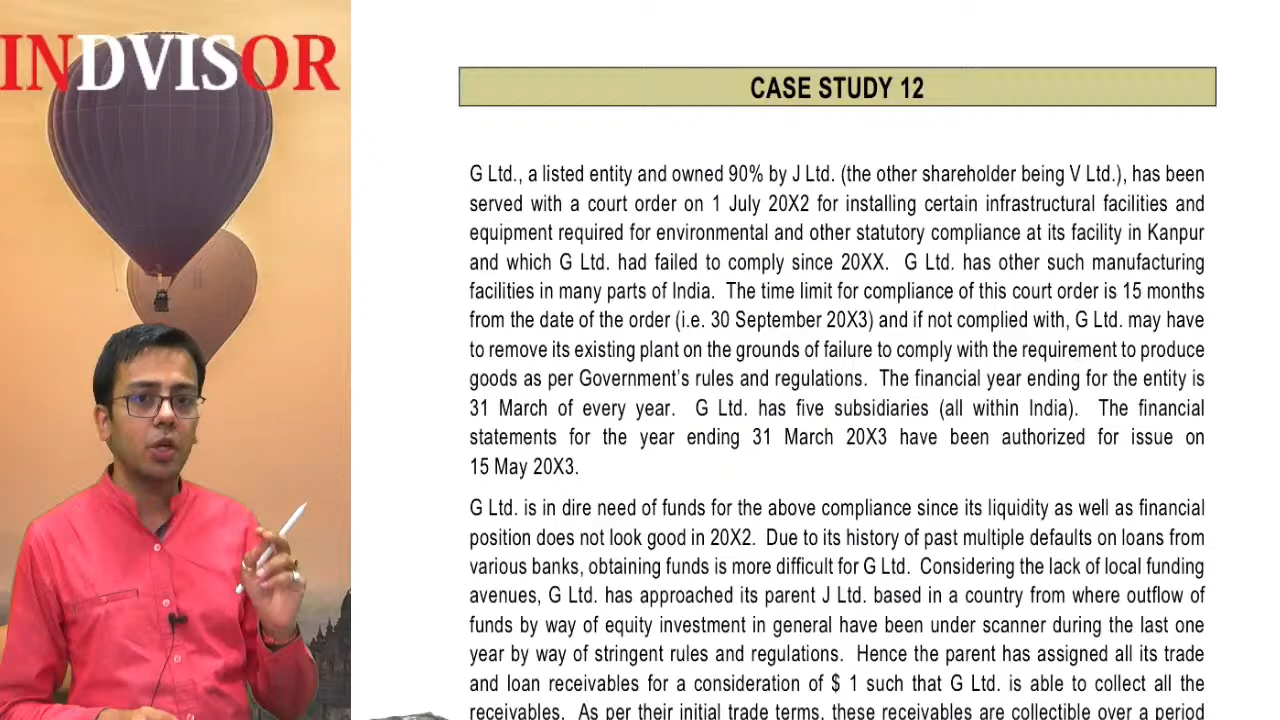 INDVISOR
CASE STUDY 12
G Ltd., a listed entity and owned 90% by J Ltd. (the other shareholder being V Ltd.), has been
served with a court order on 1 July 20X2 for installing certain infrastructural facilities and
equipment required for environmental and other statutory compliance at its facility in Kanpur
and which G Ltd. had failed to comply since 20XX. G Ltd. has other such manufacturing
facilities in many parts of India. The time limit for compliance of this court order is 15 months
from the date of the order (i.e. 30 September 20X3) and if not complied with, G Ltd. may have
to remove its existing plant on the grounds of failure to comply with the requirement to produce
goods as per Government's rules and regulations. The financial year ending for the entity is
31 March of every year. G Ltd. has five subsidiaries (all within India). The financial
statements for the year ending 31 March 20X3 have been authorized for issue on
15 May 20X3.
G Ltd. is in dire need of funds for the above compliance since its liquidity as well as financial
position does not look good in 20X2. Due to its history of past multiple defaults on loans from
various banks, obtaining funds is more difficult for G Ltd. Considering the lack of local funding
avenues, G Ltd. has approached its parent J Ltd. based in a country from where outflow of
funds by way of equity investment in general have been under scanner during the last one
year by way of stringent rules and regulations. Hence the parent has assigned all its trade
and loan receivables for a consideration of $ 1 such that G Ltd. is able to collect all the
receivables. As per their initial trade terms, these receivables are collectible over a period